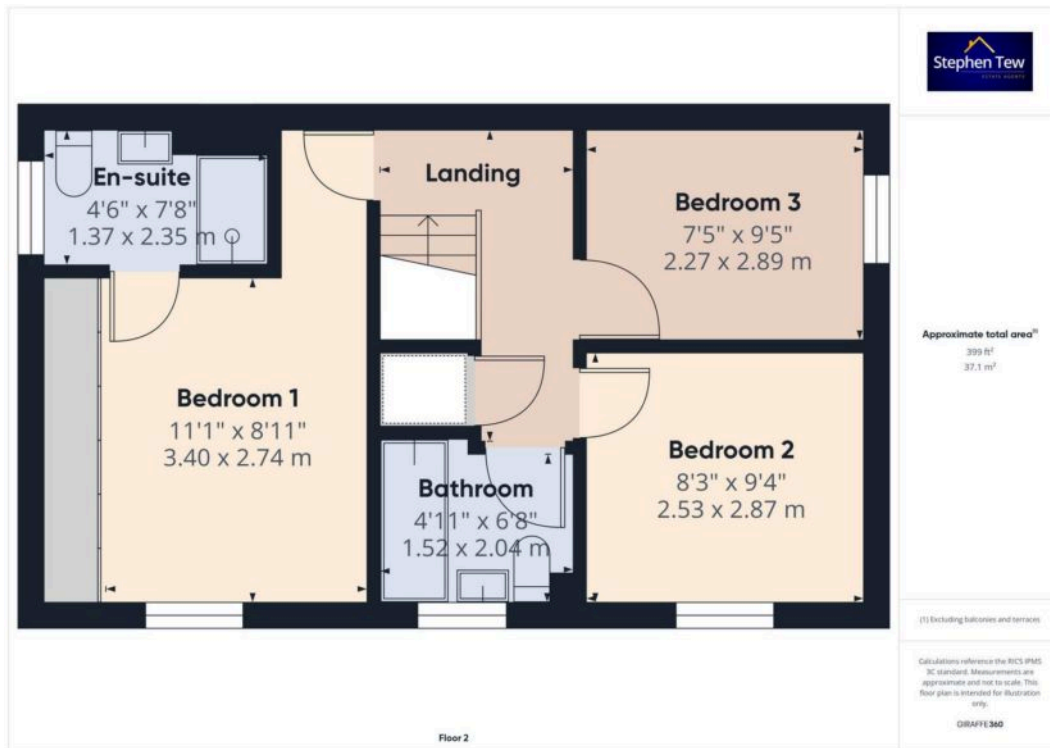 Stephen Tew
ESTATE AGENTS
En-suite
4'6" x 7'8"
1.37 x 2.35 m
Landing
Bedroom 3
7'5" x 9'5"
2.27 x 2.89 m
Bedroom 1
11'1" x 8'11"
3.40 x 2.74 m
Bedroom 2
8'3" x 9'4"
2.53 x 2.87 m
Bathroom
4'11" x 6'8"
1.52 x 2.04 m
Floor 2
Approximate total area(1)
399 ft²
37.1 m²
(1) Excluding balconies and terraces
Calculations reference the RICS IPMS
3C standard. Measurements are
approximate and not to scale. This
floor plan is intended for illustration
only.
GIRAFFE360